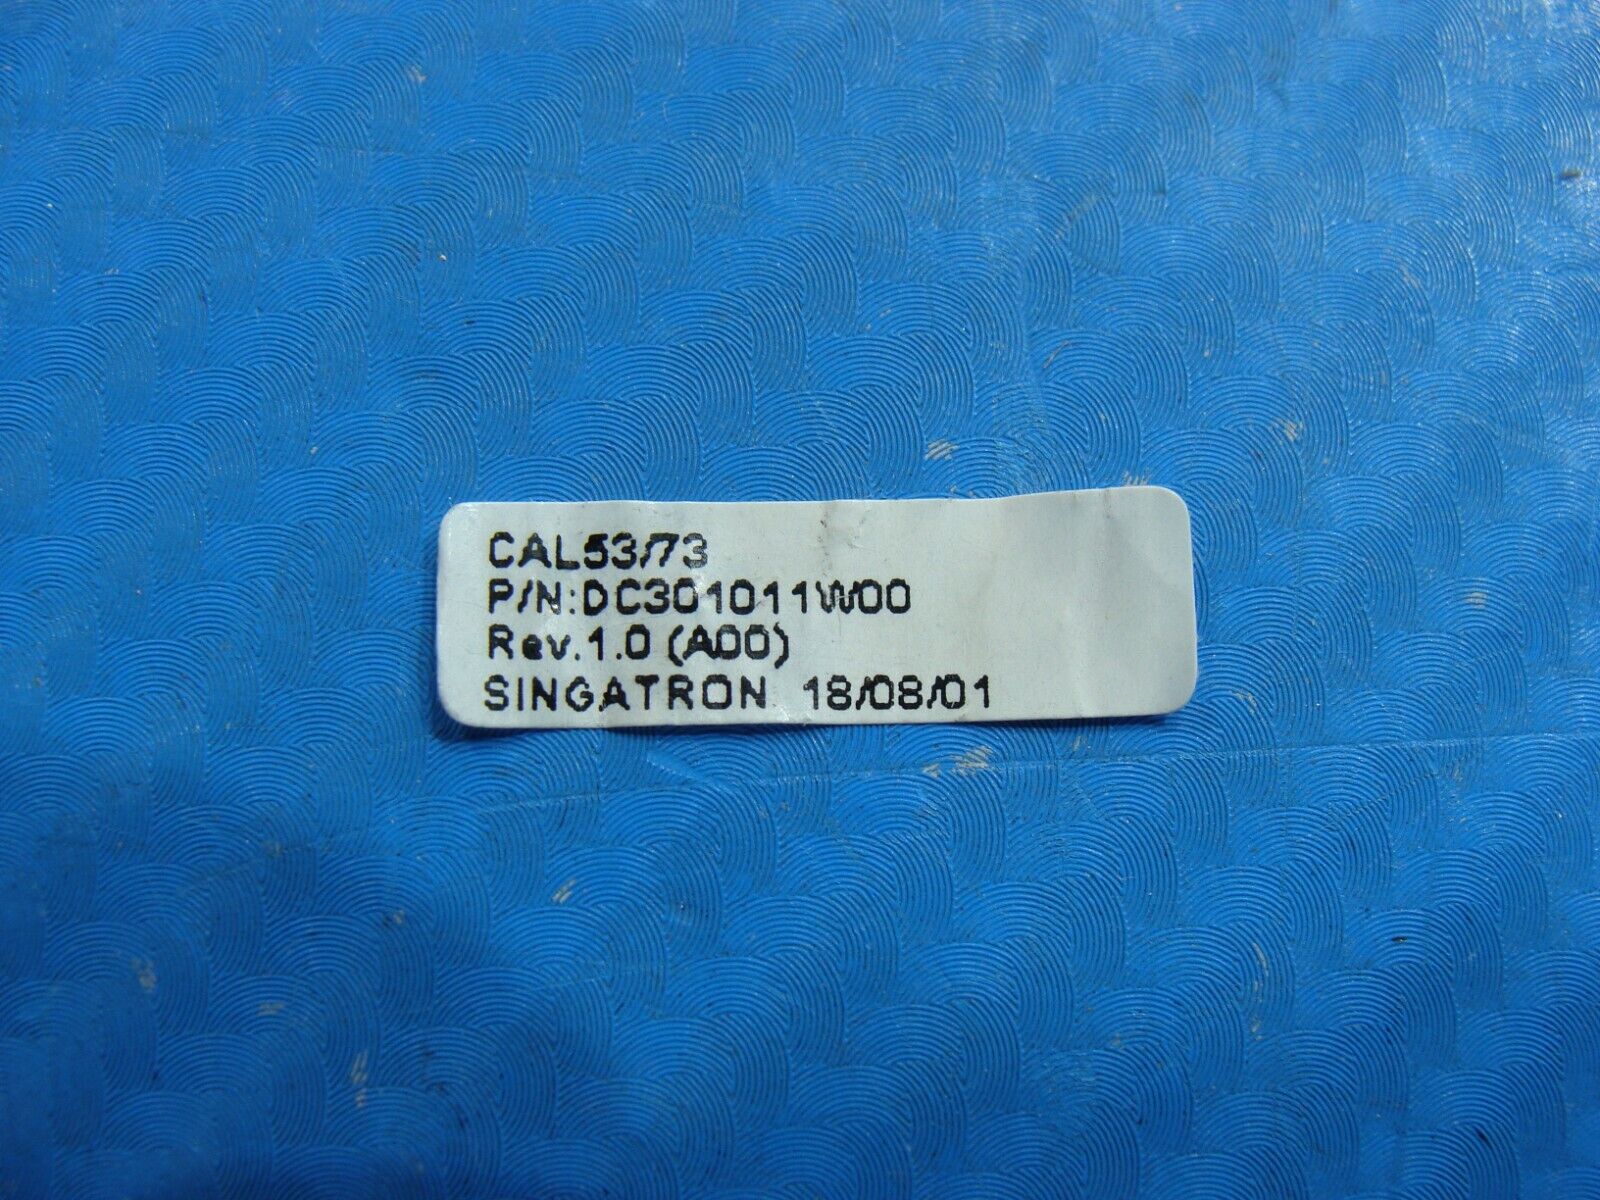 CAL53/73
P/N:DC301011W00
Rev.1.0 (A00)
SINGATRON 18/08/01